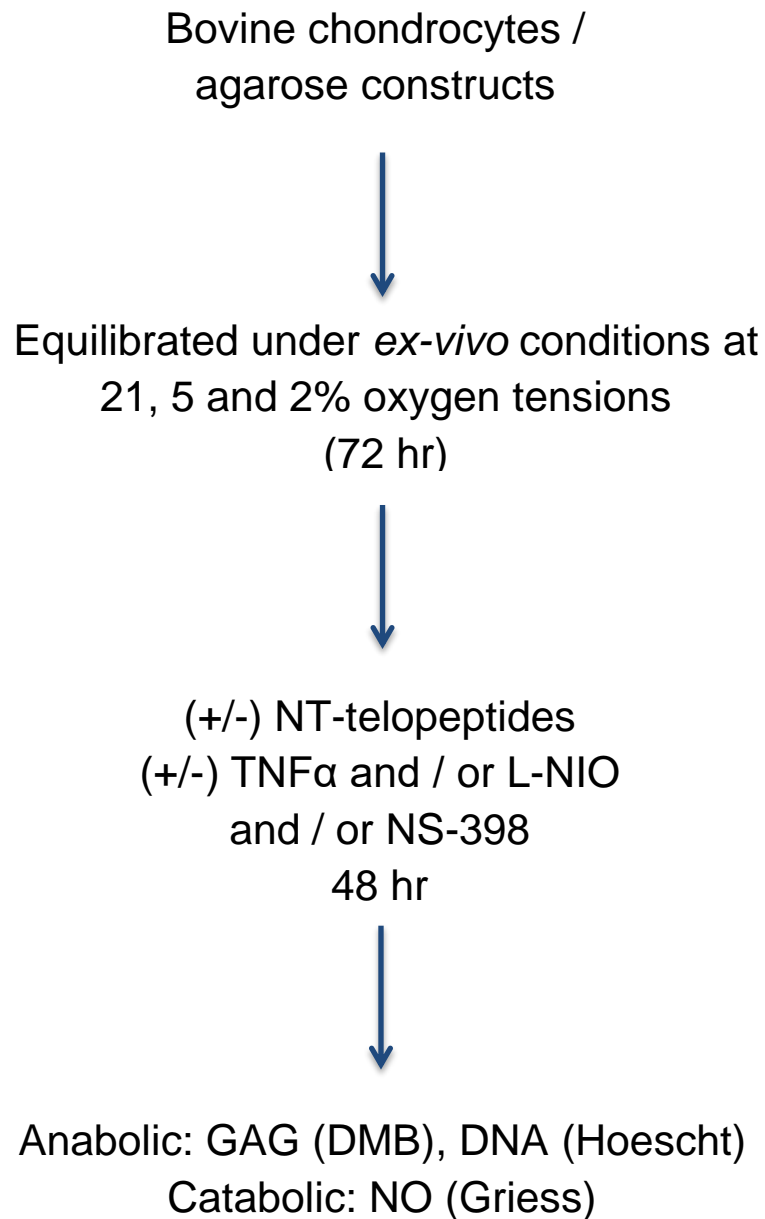 Bovine chondrocytes /
agarose constructs
Equilibrated under ex-vivo conditions at
21, 5 and 2% oxygen tensions
(72 hr)
(+/-) NT-telopeptides
(+/-) TNFα and / or L-NIO
and / or NS-398
48 hr
Anabolic: GAG (DMB), DNA (Hoescht)
Catabolic: NO (Griess)